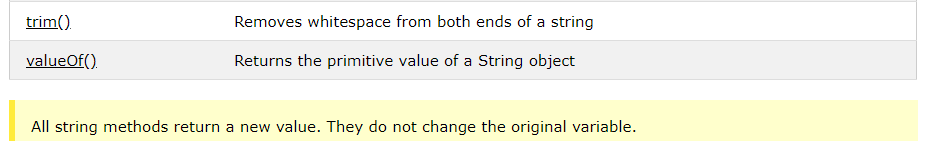 trim() Removes whitespace from both ends of a string
valueOf() Returns the primitive value of a String object
All string methods return a new value. They do not change the original variable.